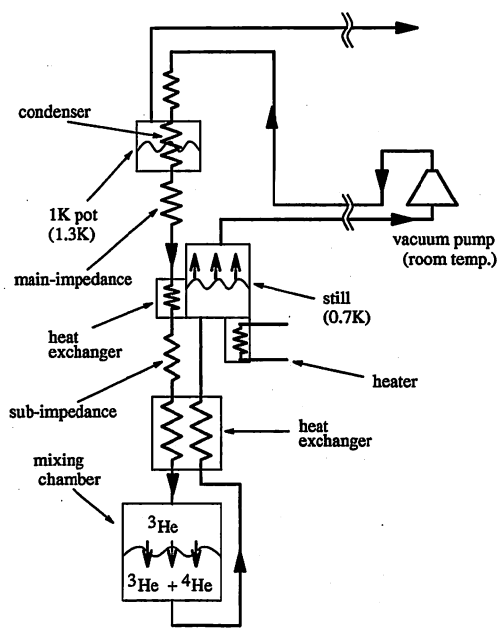 condenser
1K pot
(1.3K)
vacuum pump
(room temp.)
main-impedance
still
(0.7K)
heat
exchanger
heater
sub-impedance
heat
exchanger
mixing
chamber
³He
³He + ⁴He